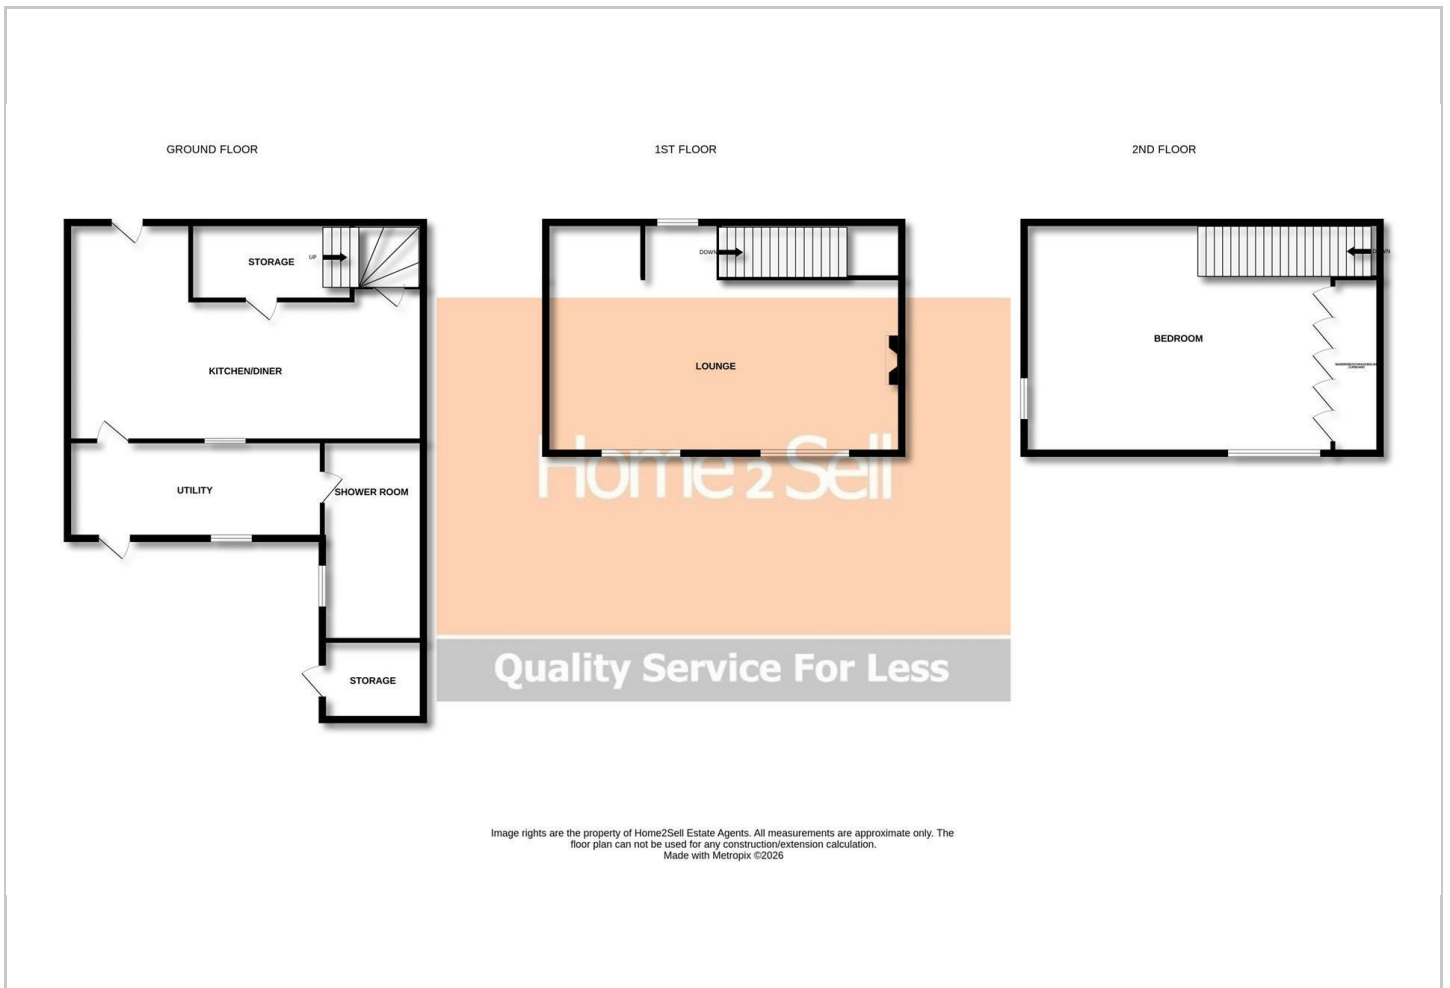 GROUND FLOOR
1ST FLOOR
2ND FLOOR
STORAGE
UP
KITCHEN/DINER
UTILITY
SHOWER ROOM
STORAGE
DOWN
LOUNGE
DOWN
BEDROOM
CUPBOARD
Home2Sell
Quality Service For Less
Image rights are the property of Home2Sell Estate Agents. All measurements are approximate only. The
floor plan can not be used for any construction/extension calculation.
Made with Metropix ©2026